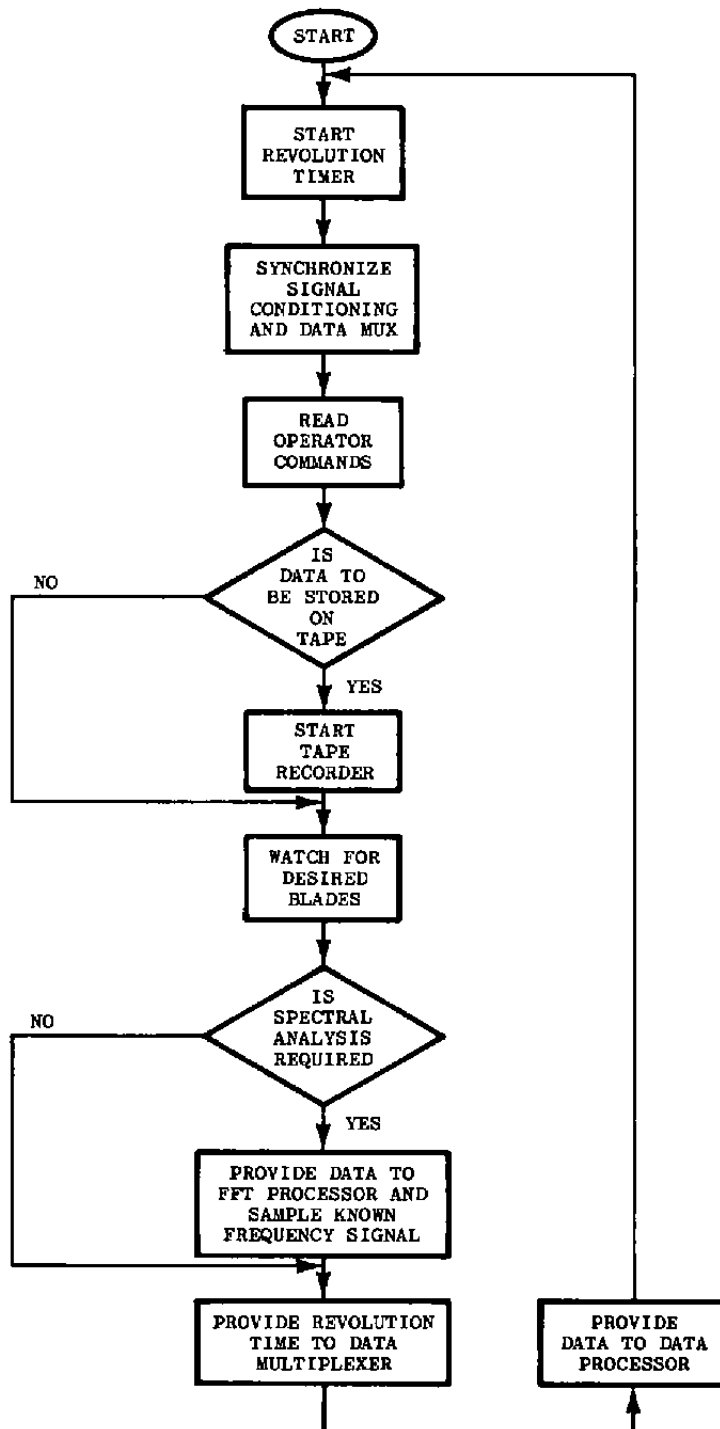 START
START
REVOLUTION
TIMER
SYNCHRONIZE
SIGNAL
CONDITIONING
AND DATA MUX
READ
OPERATOR
COMMANDS
IS
DATA TO
BE STORED
ON
TAPE
NO
YES
START
TAPE
RECORDER
WATCH FOR
DESIRED
BLADES
IS
SPECTRAL
ANALYSIS
REQUIRED
NO
YES
PROVIDE DATA TO
FFT PROCESSOR AND
SAMPLE KNOWN
FREQUENCY SIGNAL
PROVIDE REVOLUTION
TIME TO DATA
MULTIPLEXER
PROVIDE
DATA TO DATA
PROCESSOR